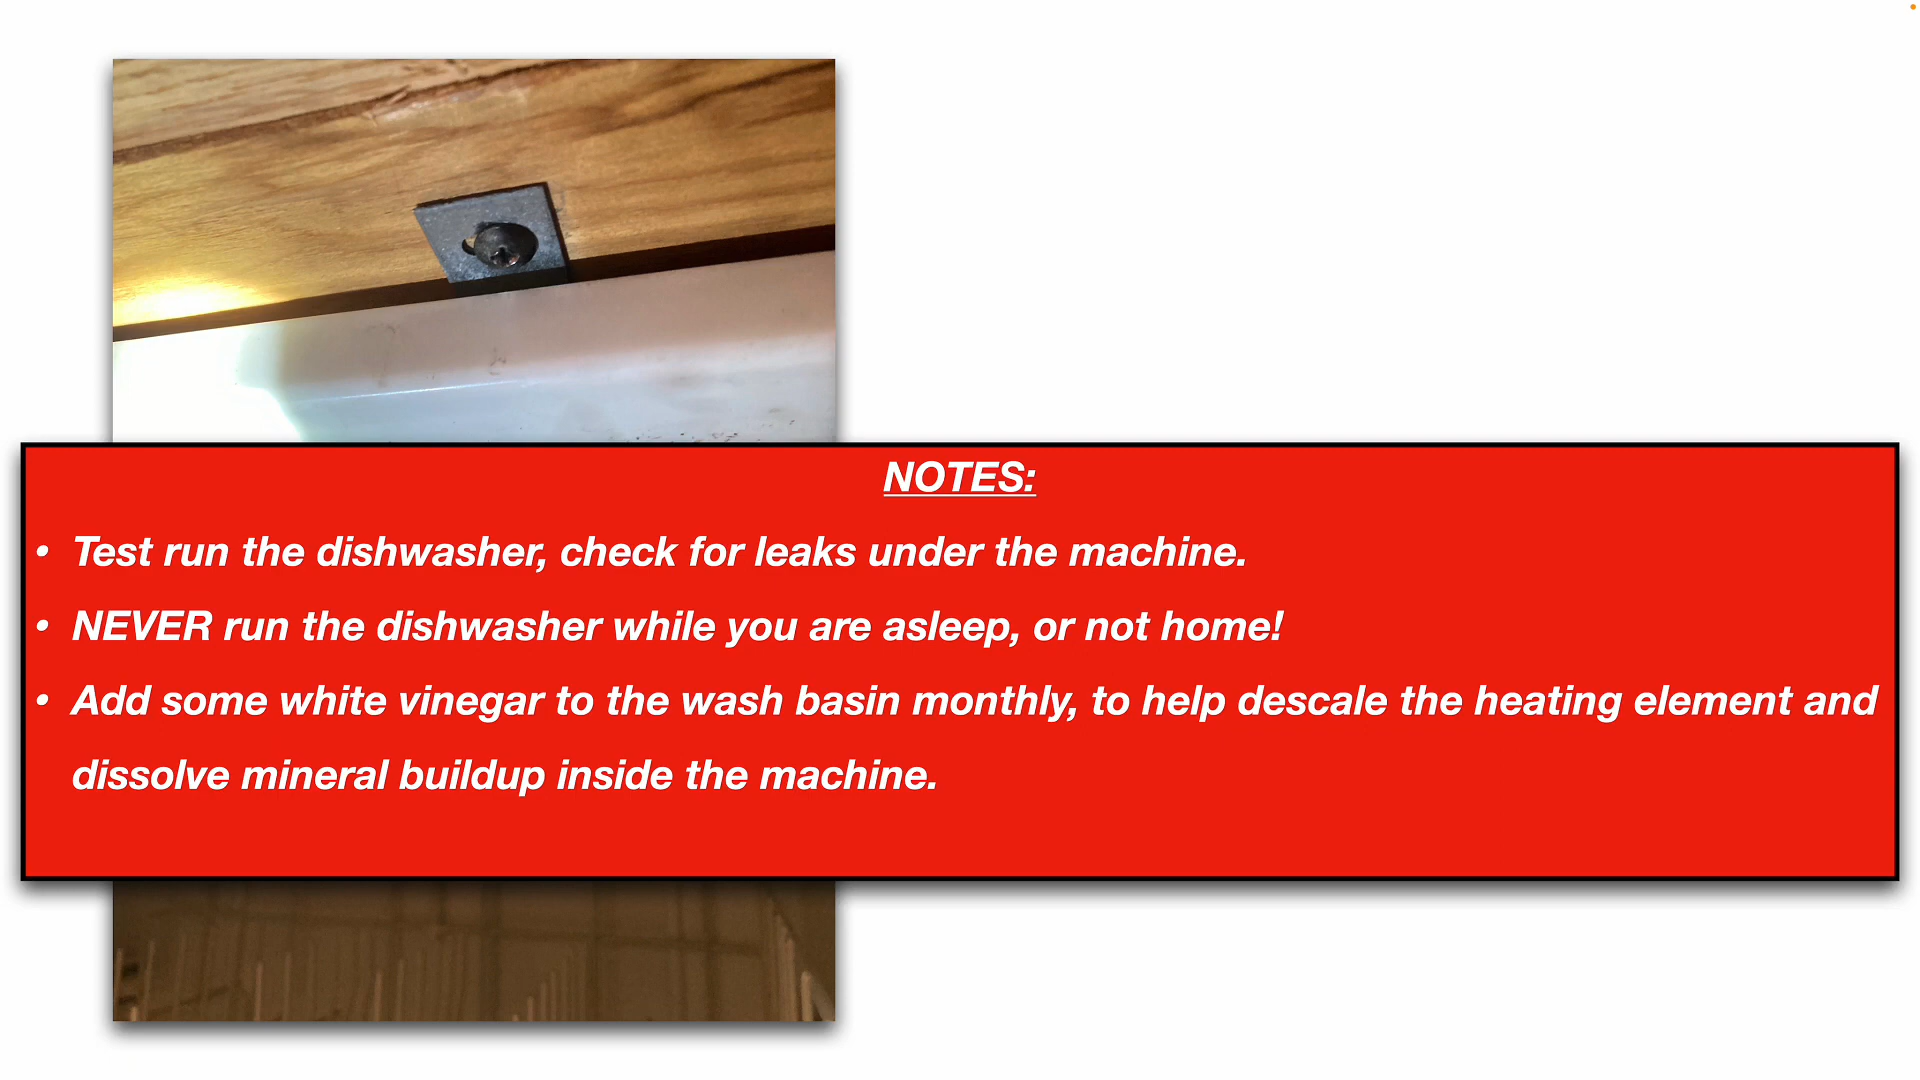 NOTES:
• Test run the dishwasher, check for leaks under the machine.
• NEVER run the dishwasher while you are asleep, or not home!
• Add some white vinegar to the wash basin monthly, to help descale the heating element and
dissolve mineral buildup inside the machine.